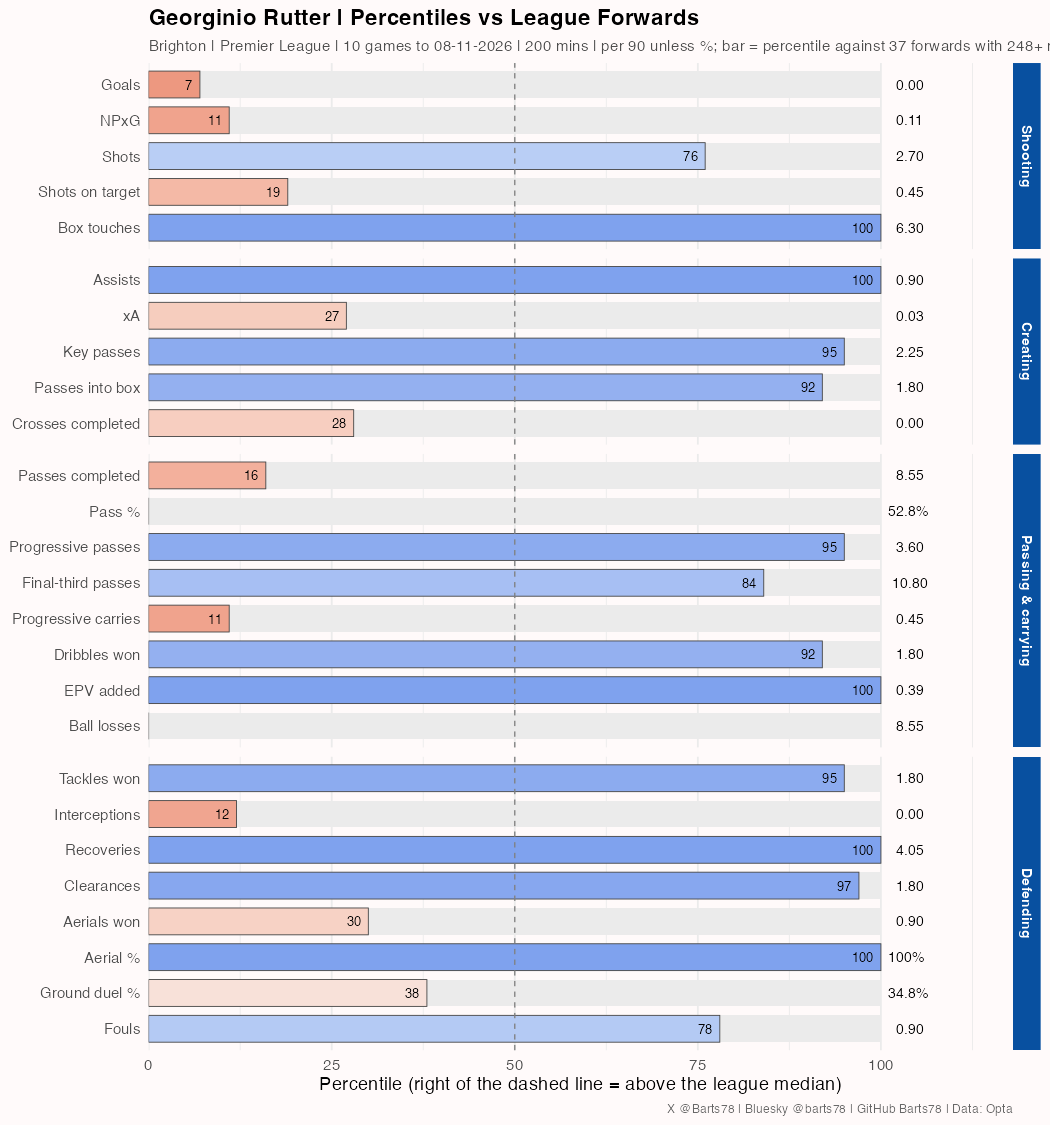 Georginio Rutter | Percentiles vs League Forwards
Brighton | Premier League | 10 games to 08-11-2026 | 200 mins | per 90 unless %; bar = percentile against 37 forwards with 248+
Shooting
Goals 7 0.00
NPxG 11 0.11
Shots 76 2.70
Shots on target 19 0.45
Box touches 100 6.30
Creating
Assists 100 0.90
xA 27 0.03
Key passes 95 2.25
Passes into box 92 1.80
Crosses completed 28 0.00
Passing & carrying
Passes completed 16 8.55
Pass % 52.8%
Progressive passes 95 3.60
Final-third passes 84 10.80
Progressive carries 11 0.45
Dribbles won 92 1.80
EPV added 100 0.39
Ball losses 8.55
Defending
Tackles won 95 1.80
Interceptions 12 0.00
Recoveries 100 4.05
Clearances 97 1.80
Aerials won 30 0.90
Aerial % 100 100%
Ground duel % 38 34.8%
Fouls 78 0.90
0 25 50 75 100
Percentile (right of the dashed line = above the league median)
X @Barts78 | Bluesky @barts78 | GitHub Barts78 | Data: Opta